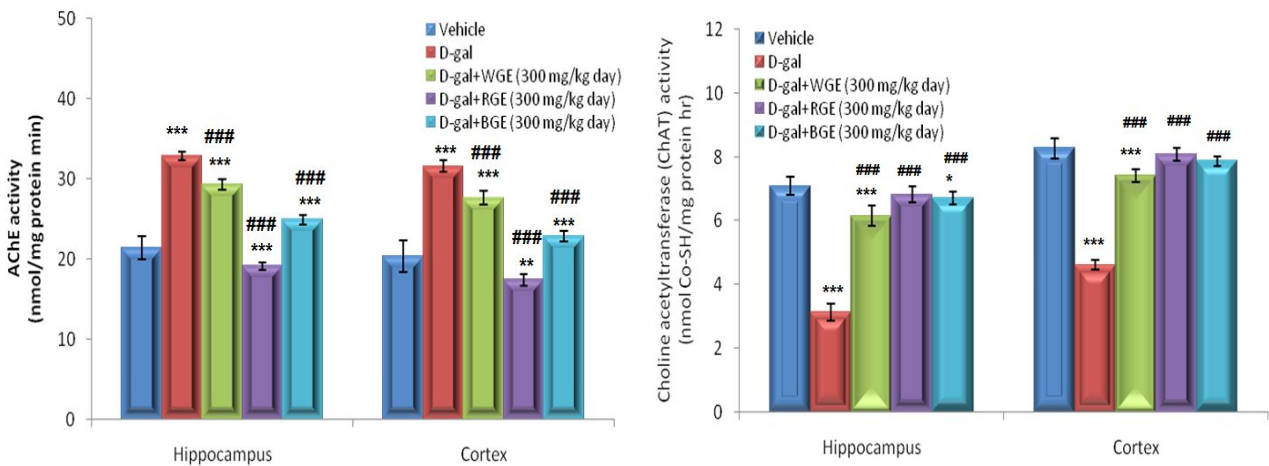 50
40
30
20
10
0
AChE activity
(nmol/mg protein min)
Vehicle
D-gal
D-gal+WGE (300 mg/kg day)
D-gal+RGE (300 mg/kg day)
D-gal+BGE (300 mg/kg day)
***
###
***
###
***
###
***
***
###
***
###
**
###
***
Hippocampus
Cortex
12
10
8
6
4
2
0
Choline acetyltransferase (ChAT) activity
(nmol Co-SH/mg protein hr)
Vehicle
D-gal
D-gal+WGE (300 mg/kg day)
D-gal+RGE (300 mg/kg day)
D-gal+BGE (300 mg/kg day)
***
###
***
###
###
*
***
###
***
###
###
Hippocampus
Cortex